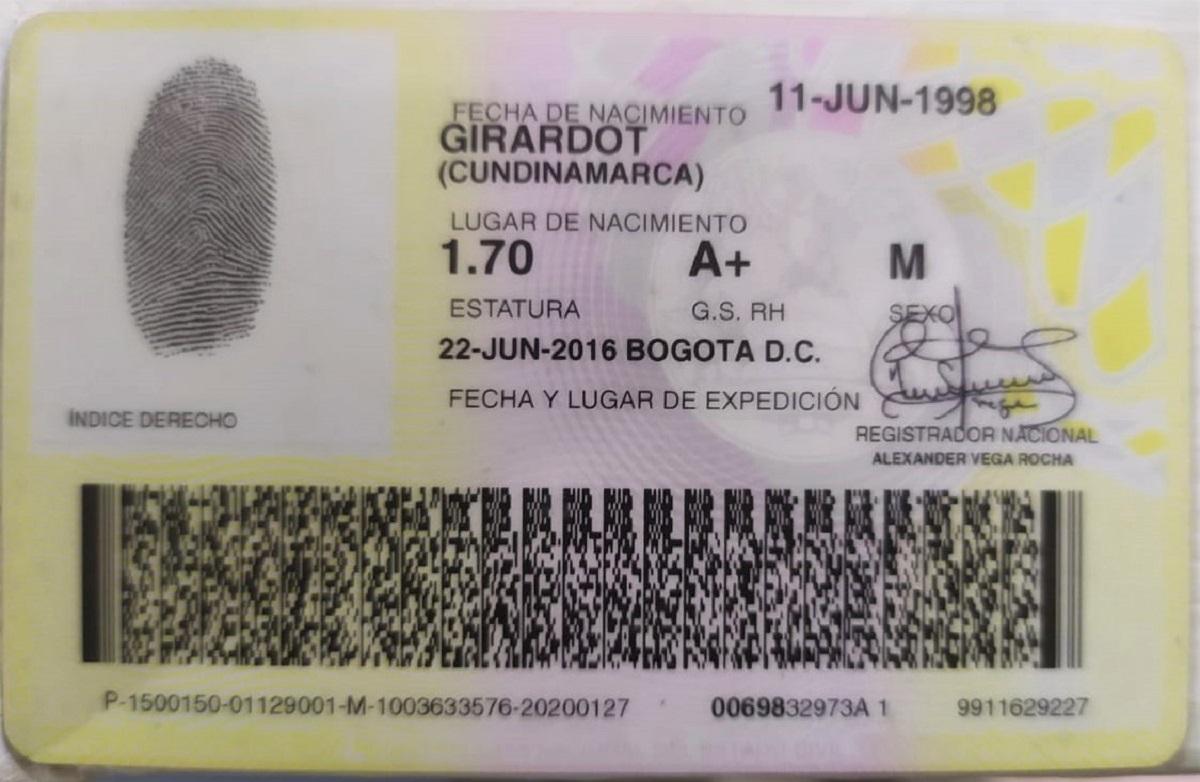 FECHA DE NACIMIENTO 11-JUN-1998
GIRARDOT
(CUNDINAMARCA)
LUGAR DE NACIMIENTO
1.70 A+ M
ESTATURA G.S. RH SEXO
22-JUN-2016 BOGOTA D.C.
FECHA Y LUGAR DE EXPEDICIÓN
ÍNDICE DERECHO
REGISTRADOR NACIONAL
ALEXANDER VEGA ROCHA
P-1500150-01129001-M-1003633576-20200127 0069832973A 1 9911629227